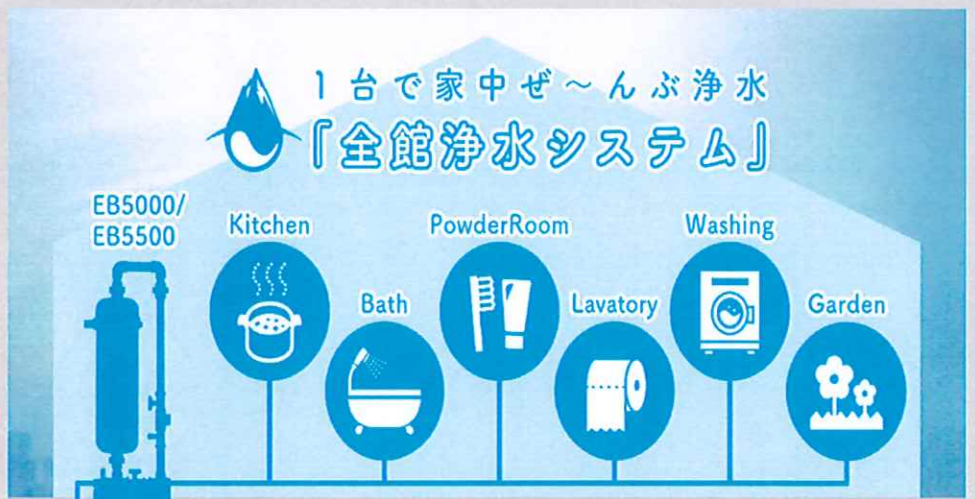 1台で家中ぜ～んぶ浄水
『全館浄水システム』
EB5000/
EB5500
Kitchen
Bath
PowderRoom
Lavatory
Washing
Garden